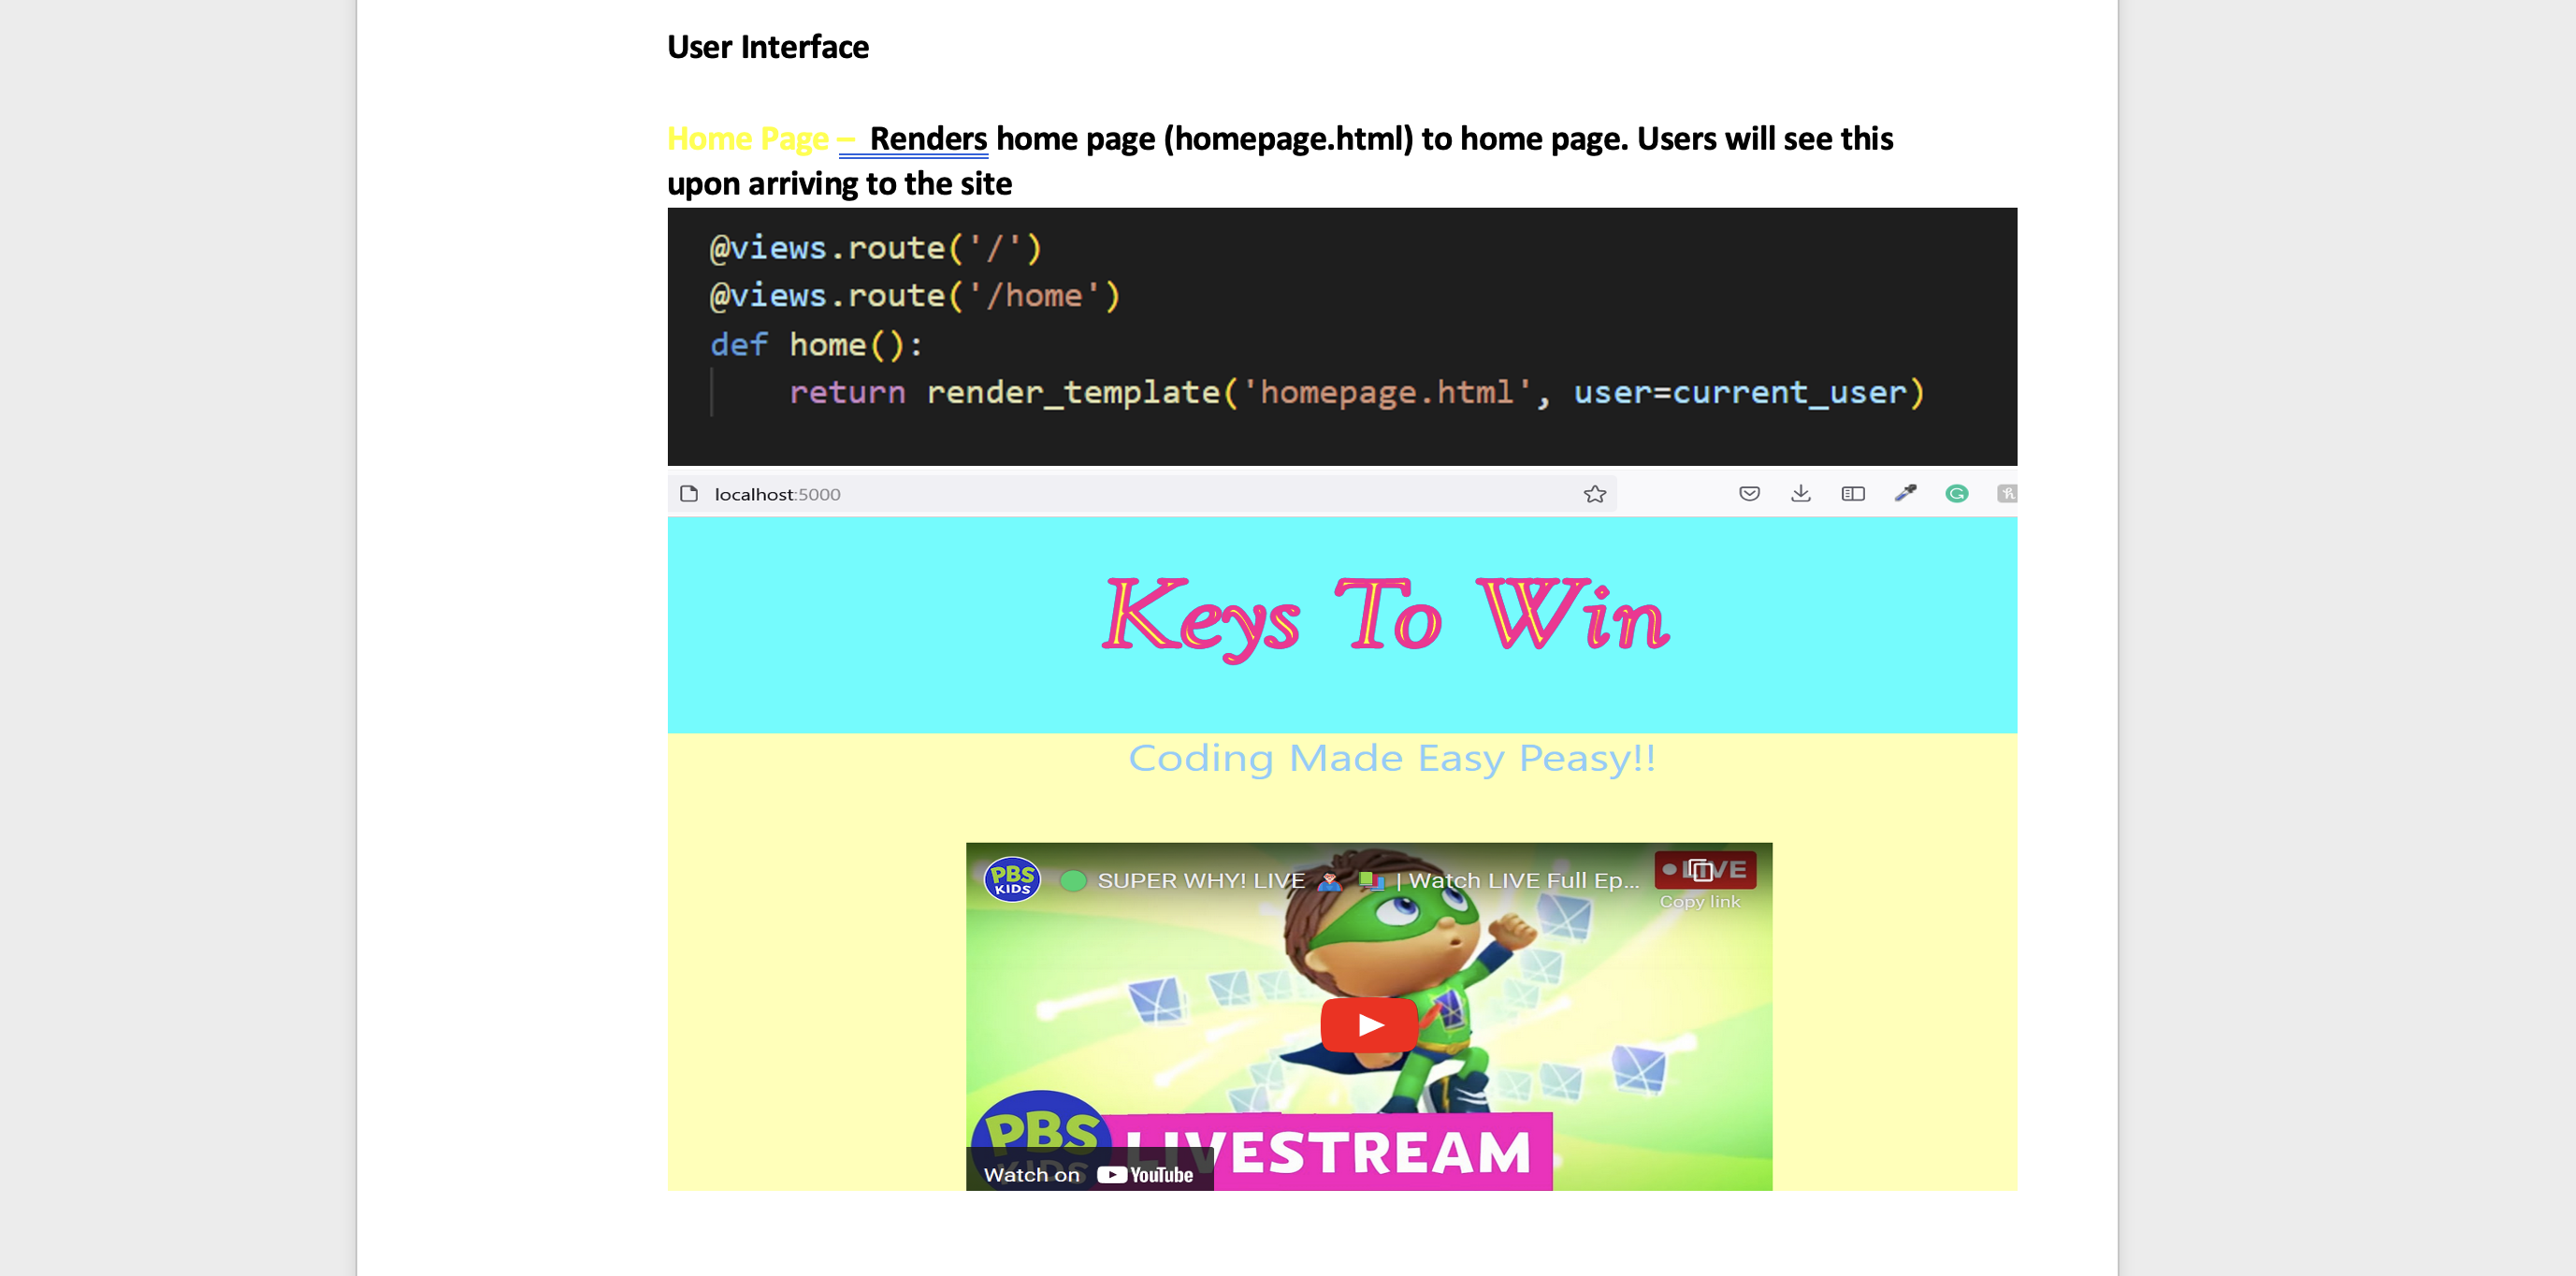 User Interface
Home Page – Renders home page (homepage.html) to home page. Users will see this
upon arriving to the site
@views.route('/')
@views.route('/home')
def home():
    return render_template('homepage.html', user=current_user)
localhost:5000
Keys To Win
Coding Made Easy Peasy!!
PBS
KIDS
SUPER WHY! LIVE | Watch LIVE Full Ep...
LIVE
Copy link
PBS
KIDS
LIVESTREAM
Watch on YouTube